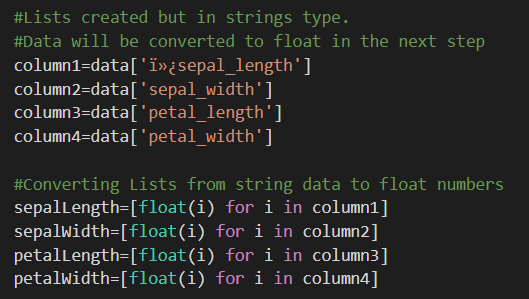 #Lists created but in strings type.
#Data will be converted to float in the next step
column1=data['ï»¿sepal_length']
column2=data['sepal_width']
column3=data['petal_length']
column4=data['petal_width']
#Converting Lists from string data to float numbers
sepalLength=[float(i) for i in column1]
sepalWidth=[float(i) for i in column2]
petalLength=[float(i) for i in column3]
petalWidth=[float(i) for i in column4]